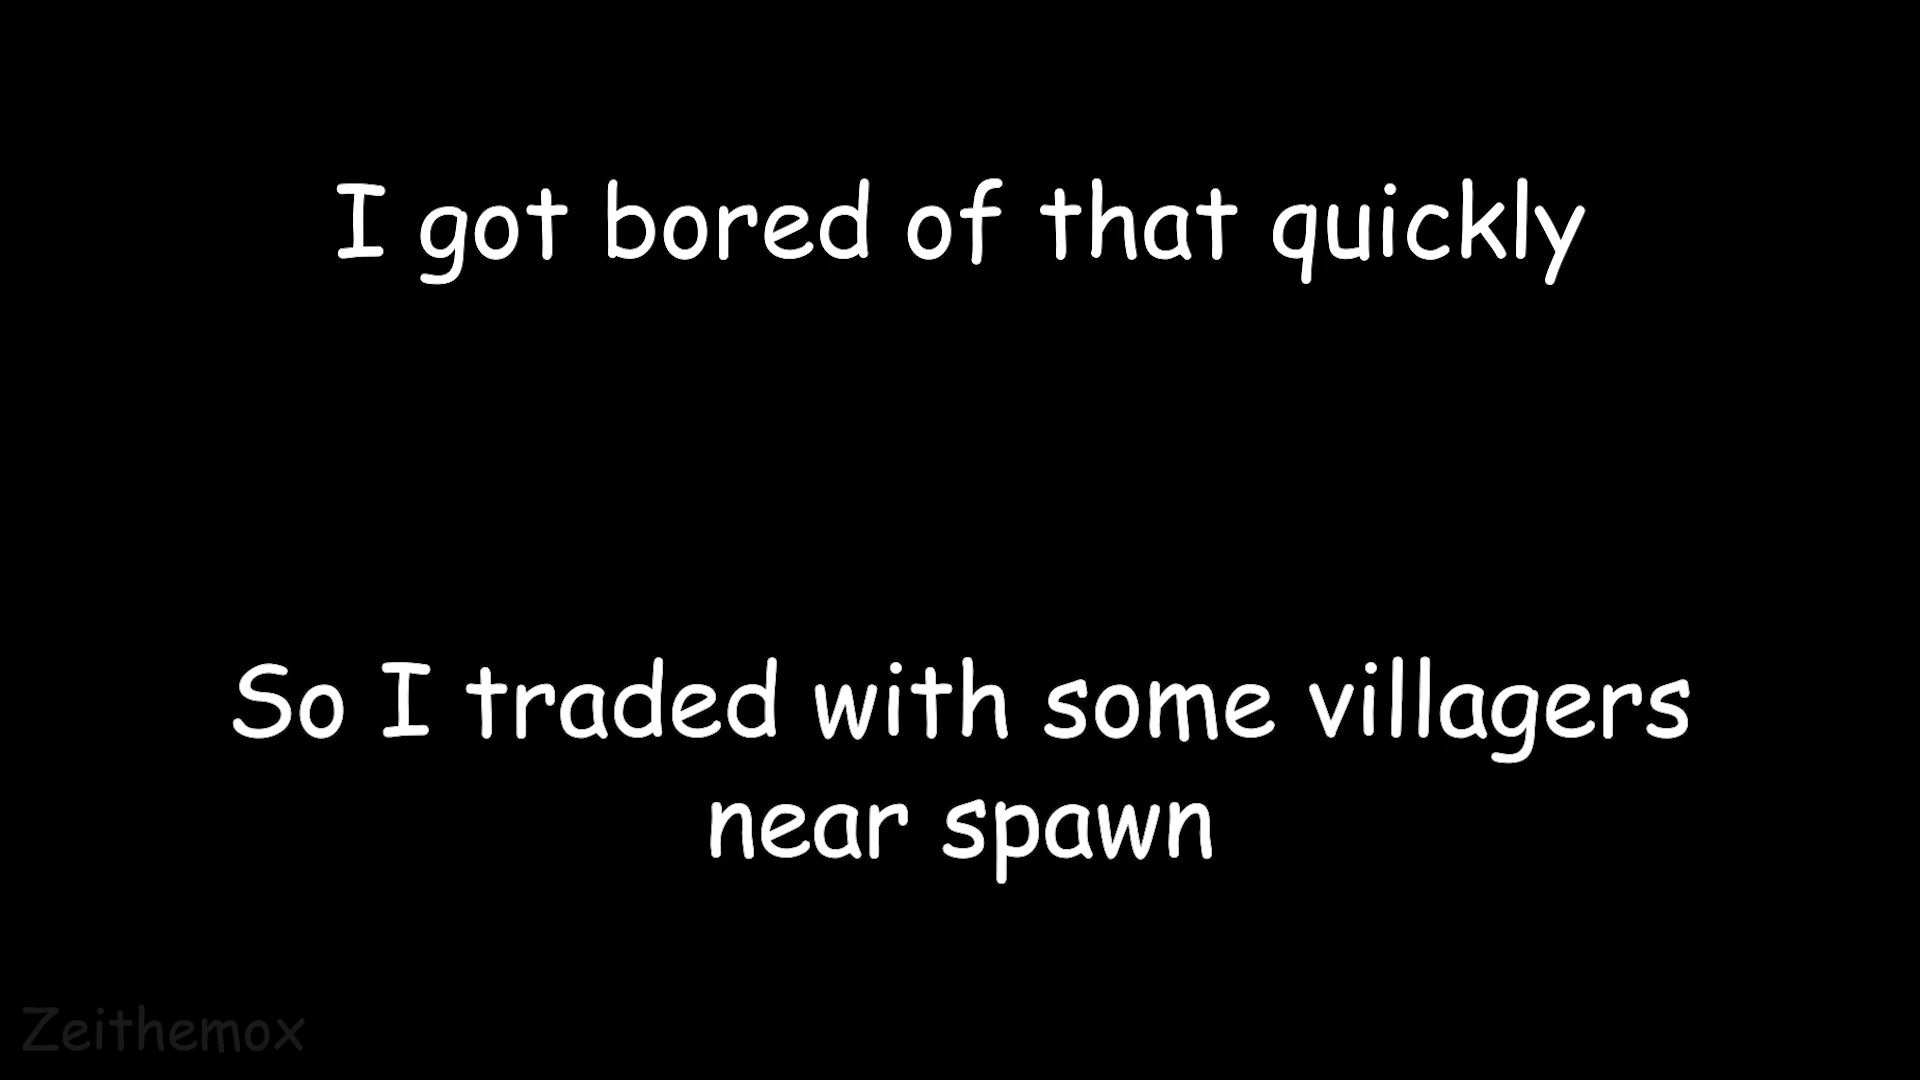 I got bored of that quickly
So I traded with some villagers
near spawn
Zeithemox